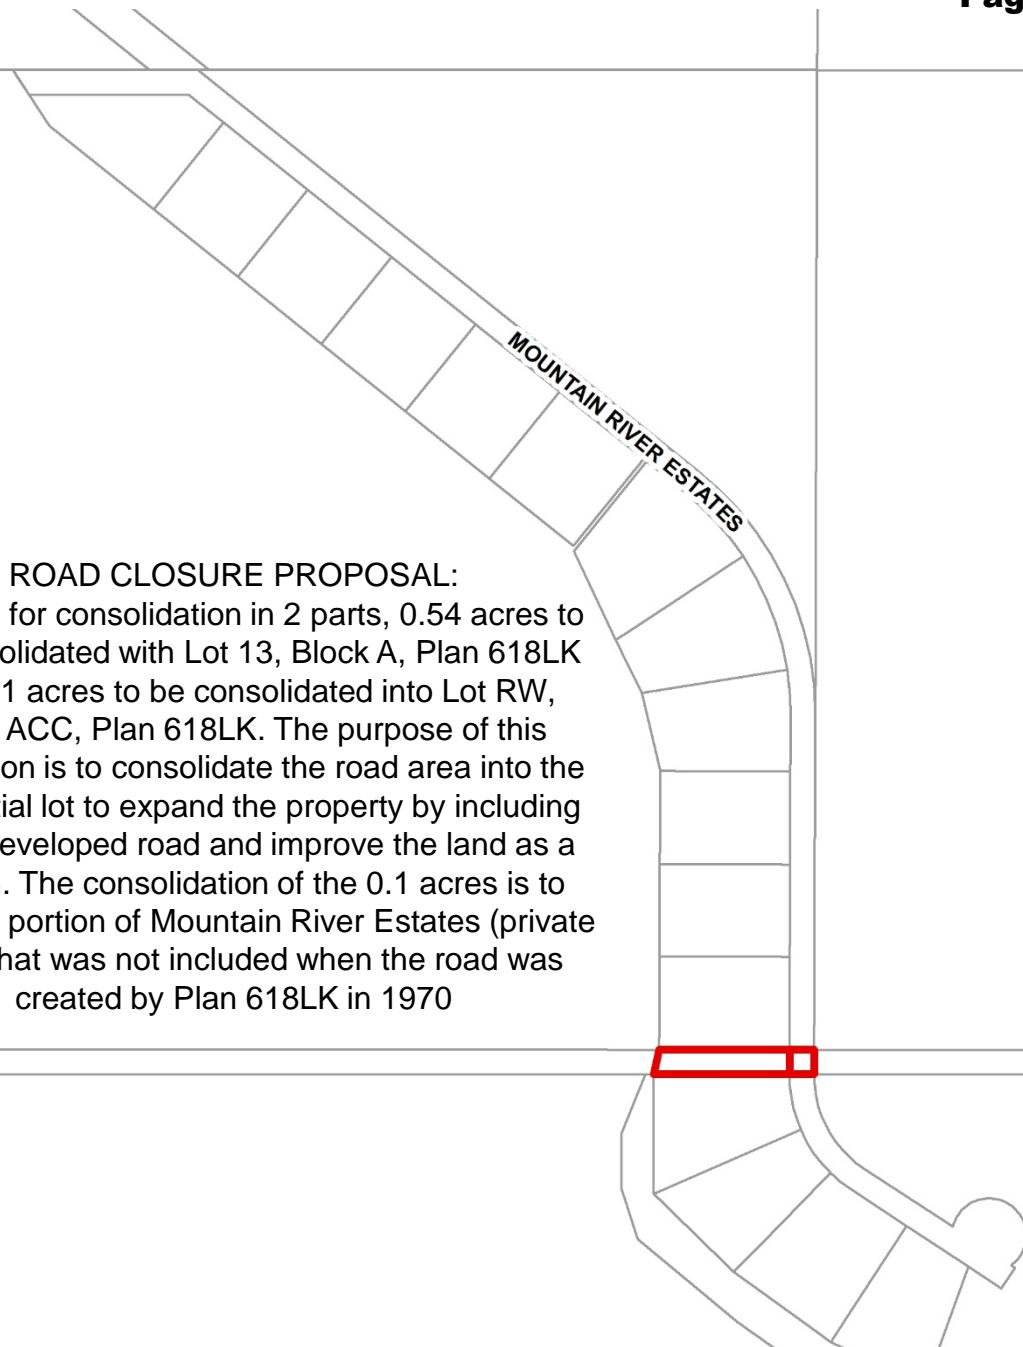 Pag
MOUNTAIN RIVER ESTATES
ROAD CLOSURE PROPOSAL:
for consolidation in 2 parts, 0.54 acres to
olidated with Lot 13, Block A, Plan 618LK
1 acres to be consolidated into Lot RW,
ACC, Plan 618LK. The purpose of this
on is to consolidate the road area into the
tial lot to expand the property by including
eveloped road and improve the land as a
. The consolidation of the 0.1 acres is to
portion of Mountain River Estates (private
hat was not included when the road was
created by Plan 618LK in 1970